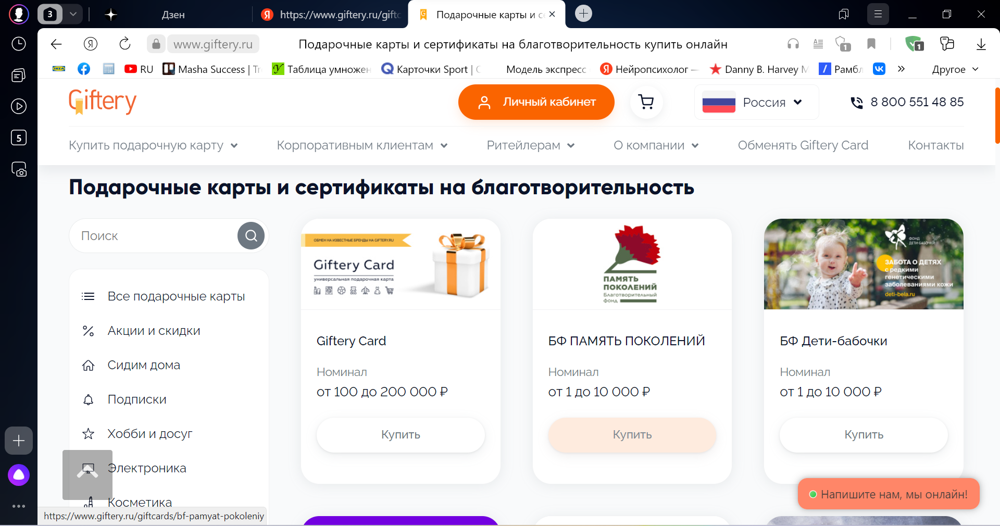 3
Дзен
https://www.giftery.ru/giftc
Подарочные карты и с
www.giftery.ru
Подарочные карты и сертификаты на благотворительность купить онлайн
1
1
IKEA
RU
Masha Success | Tr
Таблица умножен
Карточки Sport |
Модель экспресс
Нейропсихолог —
Danny B. Harvey
Рамбл
Другое
5
Giftery
Личный кабинет
Россия
8 800 551 48 85
Купить подарочную карту
Корпоративным клиентам
Ритейлерам
О компании
Обменять Giftery Card
Контакты
Подарочные карты и сертификаты на благотворительность
Поиск
Все подарочные карты
Акции и скидки
Сидим дома
Подписки
Хобби и досуг
Электроника
Косметика
ОБМЕН НА ИЗВЕСТНЫЕ БРЕНДЫ НА GIFTERY.RU
Giftery Card
универсальная подарочная карта
Giftery Card
Номинал
от 100 до 200 000 ₽
Купить
ПАМЯТЬ
ПОКОЛЕНИЙ
Благотворительный
фонд
БФ ПАМЯТЬ ПОКОЛЕНИЙ
Номинал
от 1 до 10 000 ₽
Купить
ФОНД
ДЕТИ-БАБОЧКИ
ЗАБОТА О ДЕТЯХ
с редкими
генетическими
заболеваниями кожи
deti-bela.ru
БФ Дети-бабочки
Номинал
от 1 до 10 000 ₽
Купить
Напишите нам, мы онлайн!
https://www.giftery.ru/giftcards/bf-pamyat-pokoleniy